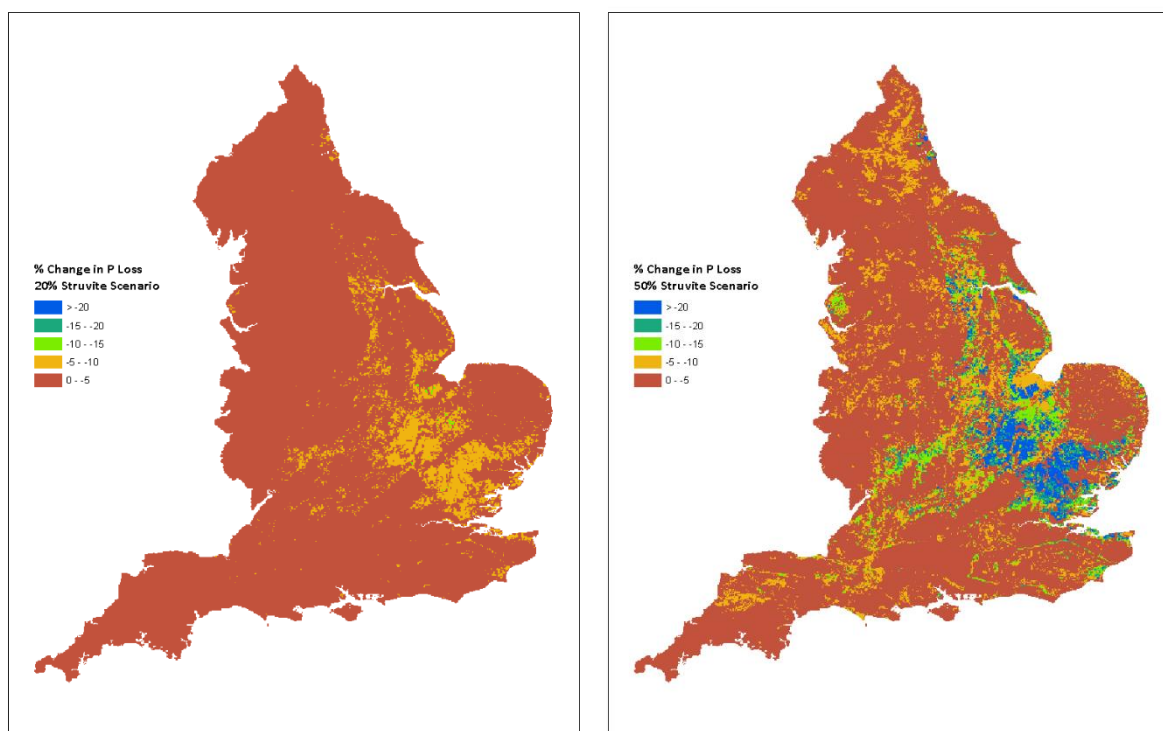 % Change in P Loss
20% Struvite Scenario
> -20
-15 - -20
-10 - -15
-5 - -10
0 - -5
% Change in P Loss
50% Struvite Scenario
> -20
-15 - -20
-10 - -15
-5 - -10
0 - -5